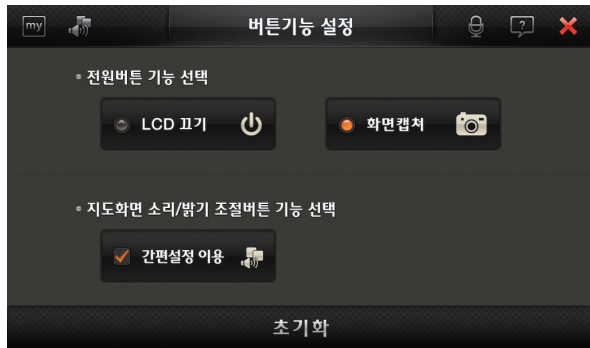 my
버튼기능 설정
?
전원버튼 기능 선택
LCD 끄기
화면캡쳐
지도화면 소리/밝기 조절버튼 기능 선택
간편설정 이용
초기화